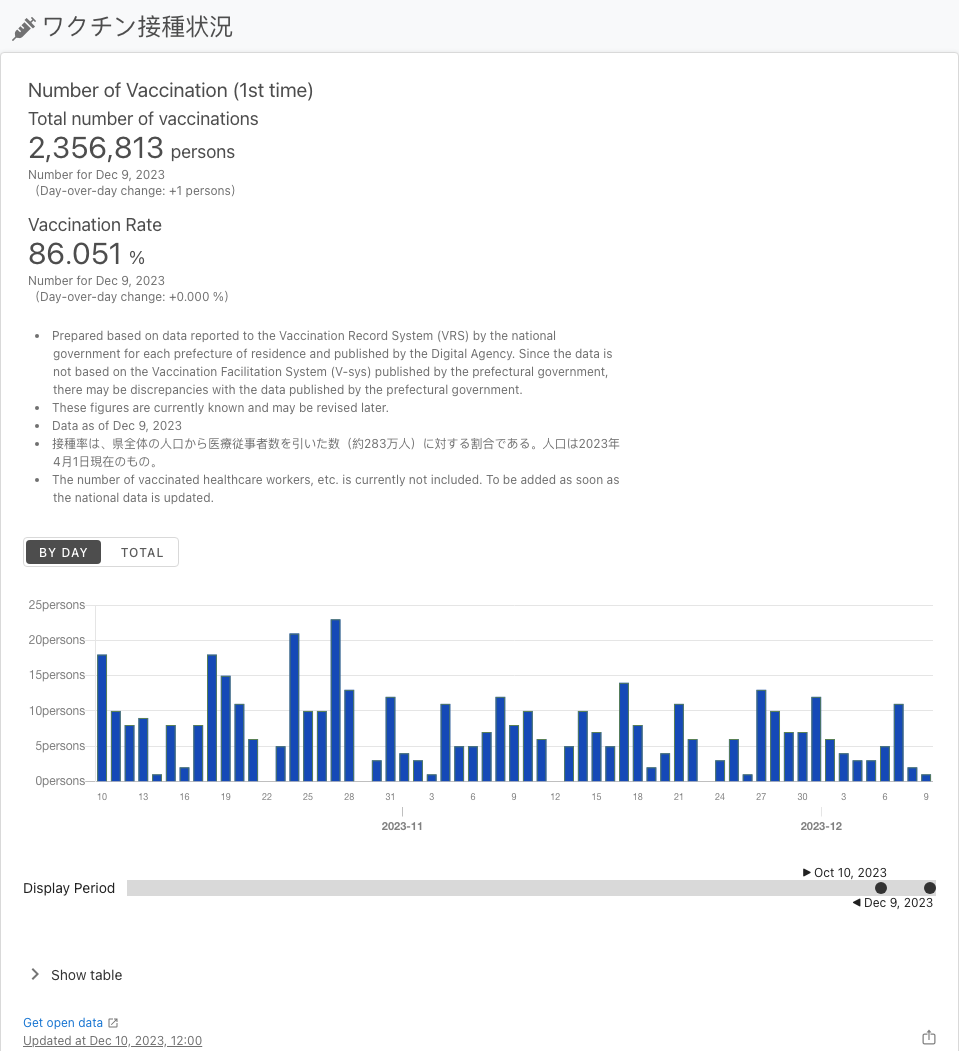 ワクチン接種状況
Number of Vaccination (1st time)
Total number of vaccinations
2,356,813 persons
Number for Dec 9, 2023
（Day-over-day change: +1 persons）
Vaccination Rate
86.051 %
Number for Dec 9, 2023
（Day-over-day change: +0.000 %）
• Prepared based on data reported to the Vaccination Record System (VRS) by the national
government for each prefecture of residence and published by the Digital Agency. Since the data is
not based on the Vaccination Facilitation System (V-sys) published by the prefectural government,
there may be discrepancies with the data published by the prefectural government.
• These figures are currently known and may be revised later.
• Data as of Dec 9, 2023
• 接種率は、県全体の人口から医療従事者数を引いた数（約283万人）に対する割合である。人口は2023年
4月1日現在のもの。
• The number of vaccinated healthcare workers, etc. is currently not included. To be added as soon as
the national data is updated.
BY DAY TOTAL
25persons
20persons
15persons
10persons
5persons
0persons
10 13 16 19 22 25 28 31 3 6 9 12 15 18 21 24 27 30 3 6 9
2023-11 2023-12
Oct 10, 2023
Display Period
Dec 9, 2023
Show table
Get open data
Updated at Dec 10, 2023, 12:00